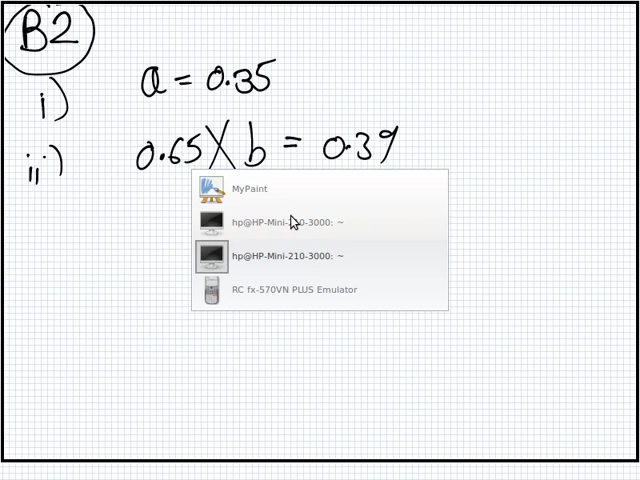 B2
i) a = 0.35
ii) 0.65 X b = 0.39
MyPaint
hp@HP-Mini-210-3000: ~
hp@HP-Mini-210-3000: ~
RC fx-570VN PLUS Emulator